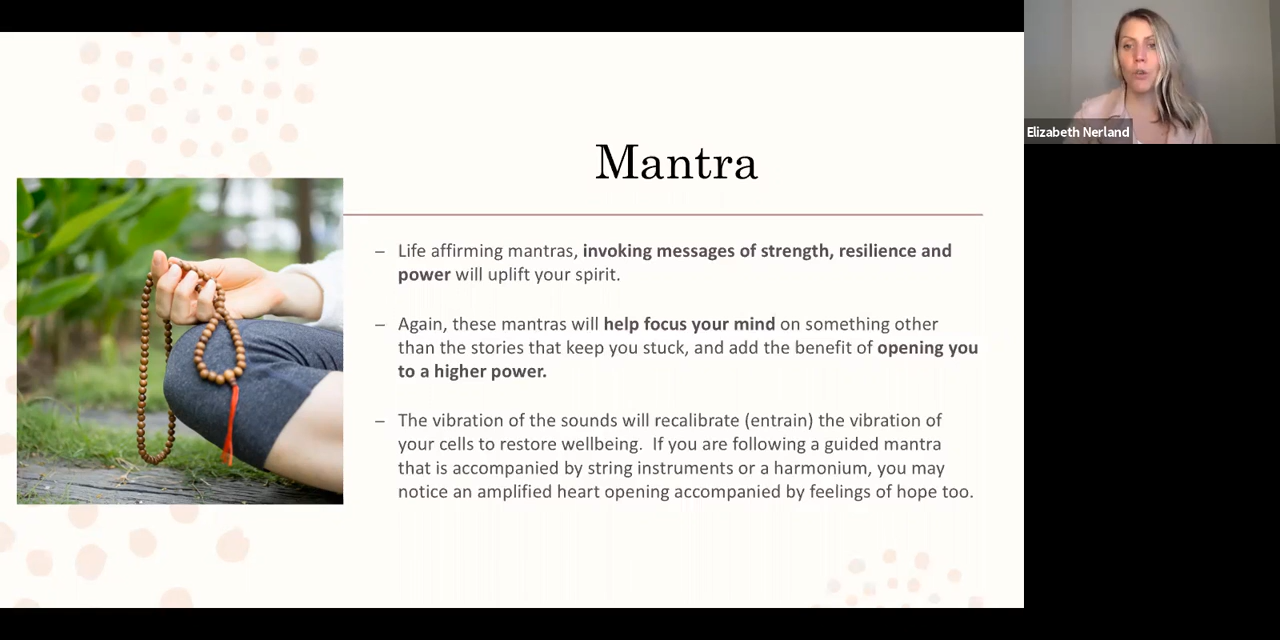 Elizabeth Nerland
Mantra
– Life affirming mantras, invoking messages of strength, resilience and
power will uplift your spirit.
– Again, these mantras will help focus your mind on something other
than the stories that keep you stuck, and add the benefit of opening you
to a higher power.
– The vibration of the sounds will recalibrate (entrain) the vibration of
your cells to restore wellbeing.  If you are following a guided mantra
that is accompanied by string instruments or a harmonium, you may
notice an amplified heart opening accompanied by feelings of hope too.